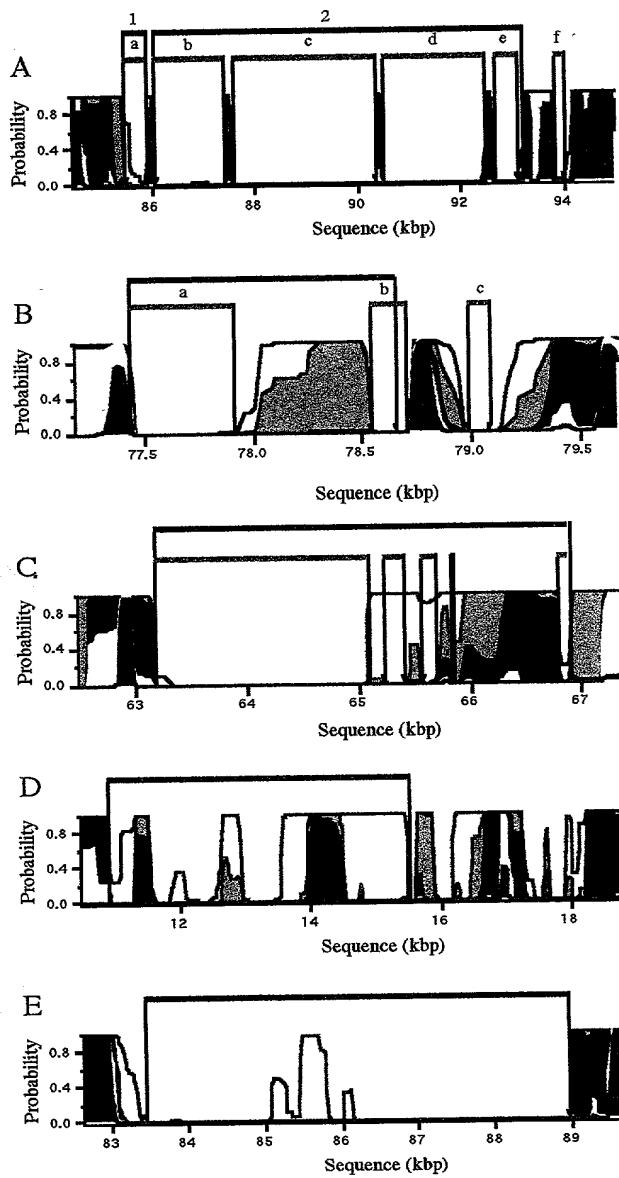 1 2
a b c d e f
A
Probability
0.8
0.4
0.0
86 88 90 92 94
Sequence (kbp)
a b c
B
Probability
0.8
0.4
0.0
77.5 78.0 78.5 79.0 79.5
Sequence (kbp)
C
Probability
0.8
0.4
0.0
63 64 65 66 67
Sequence (kbp)
D
Probability
0.8
0.4
0.0
12 14 16 18
Sequence (kbp)
E
Probability
0.8
0.4
0.0
83 84 85 86 87 88 89
Sequence (kbp)